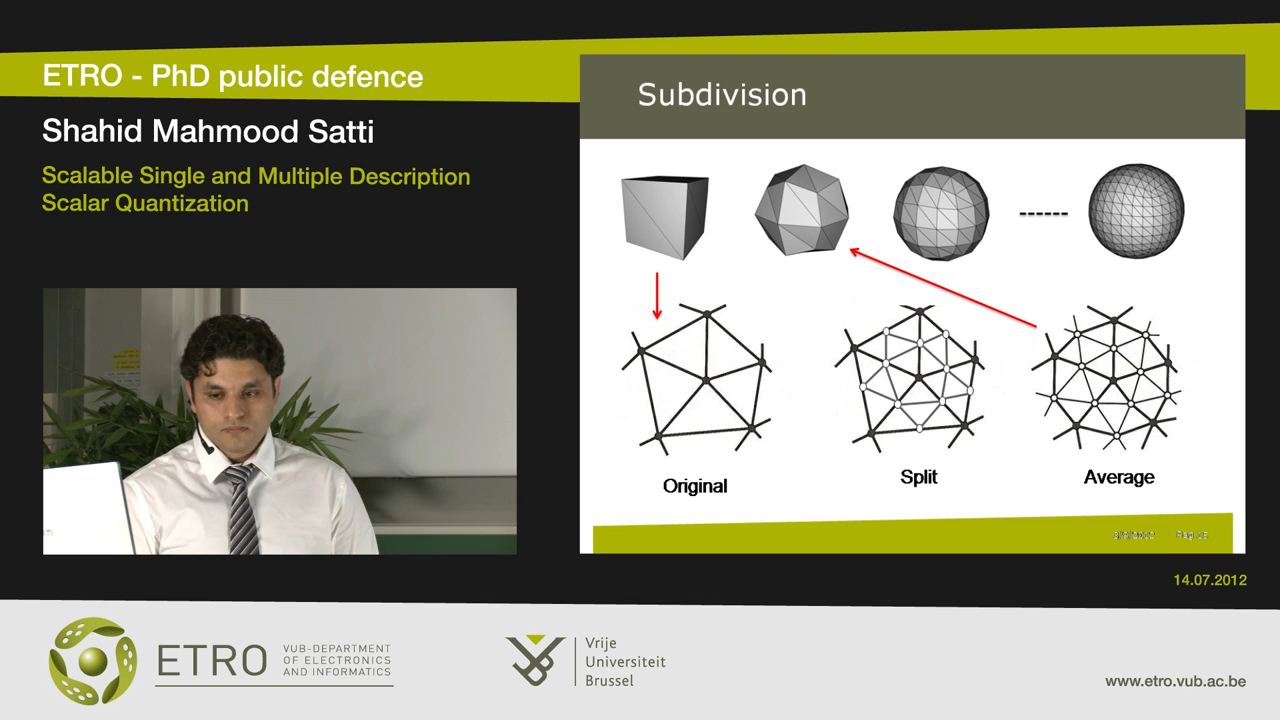 ETRO - PhD public defence
Shahid Mahmood Satti
Scalable Single and Multiple Description
Scalar Quantization
Subdivision
Original
Split
Average
14.07.2012
ETRO
VUB-DEPARTMENT
OF ELECTRONICS
AND INFORMATICS
Vrije
Universiteit
Brussel
www.etro.vub.ac.be